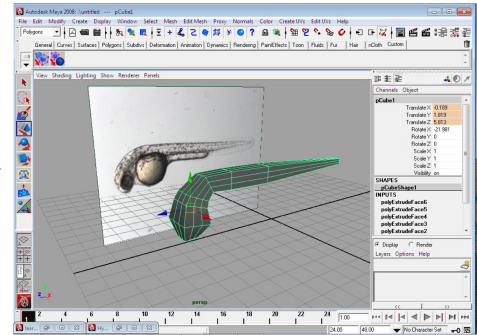 Autodesk Maya 2008: .\untitled --- pCube1
File Edit Modify Create Display Window Select Mesh Edit Mesh Proxy Normals Color Create UVs Edit UVs Help
Polygons
General Curves Surfaces Polygons Subdivs Deformation Animation Dynamics Rendering PaintEffects Toon Fluids Fur Hair nCloth Custom
View Shading Lighting Show Renderer Panels
Channels Object
pCube1
Translate X -0.189
Translate Y 1.819
Translate Z 5.813
Rotate X -21.981
Rotate Y 0
Rotate Z 0
Scale X 1
Scale Y 1
Scale Z 1
Visibility on
SHAPES
pCubeShape1
INPUTS
polyExtrudeFace6
polyExtrudeFace5
polyExtrudeFace4
polyExtrudeFace3
polyExtrudeFace2
Display Render
Layers Options Help
persp
2 4 6 8 10 12 14 16 18 20 22 24 1.00
24.00 48.00 No Character Set